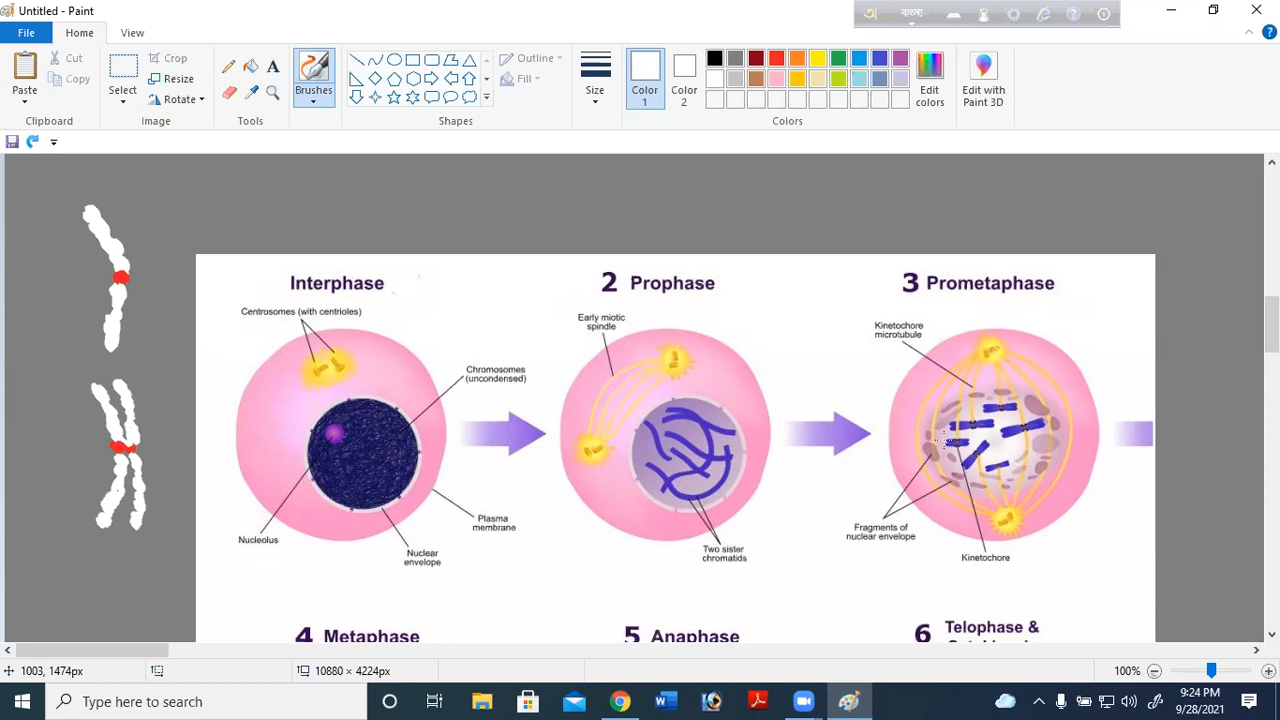 Untitled - Paint
বাংলা
File
Home
View
Paste
Cut
Copy
Clipboard
Select
Crop
Resize
Rotate
Image
A
Tools
Brushes
Outline
Fill
Shapes
Size
Color
1
Color
2
Edit
colors
Edit with
Paint 3D
Colors
Interphase
2 Prophase
3 Prometaphase
Centrosomes (with centrioles)
Chromosomes
(uncondensed)
Nucleolus
Nuclear
envelope
Plasma
membrane
Early miotic
spindle
Two sister
chromatids
Kinetochore
microtubule
Fragments of
nuclear envelope
Kinetochore
4 Metaphase
5 Anaphase
6 Telophase &
1003, 1474px
10880 × 4224px
100%
Type here to search
9:24 PM
9/28/2021